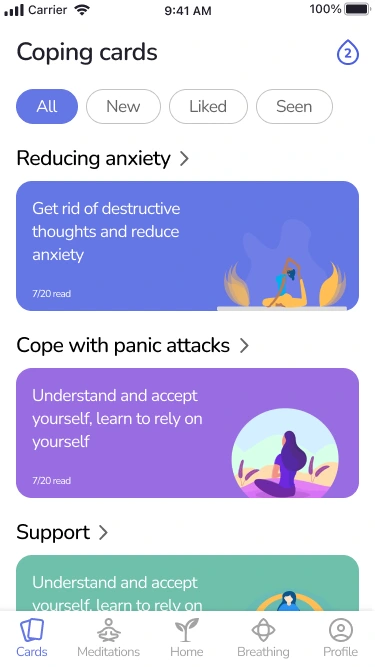 Carrier 9:41 AM 100%
Coping cards
2
All New Liked Seen
Reducing anxiety
Get rid of destructive
thoughts and reduce
anxiety
7/20 read
Cope with panic attacks
Understand and accept
yourself, learn to rely on
yourself
7/20 read
Support
Understand and accept
yourself, learn to rely on
Cards Meditations Home Breathing Profile